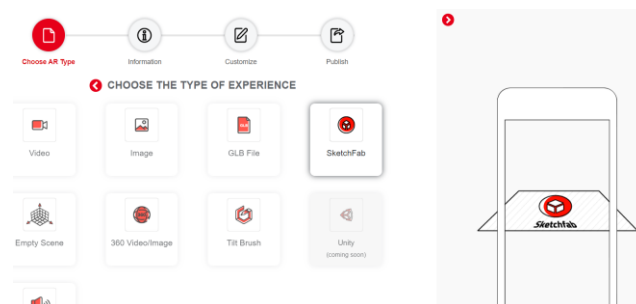 Choose AR Type
Information
Customize
Publish
CHOOSE THE TYPE OF EXPERIENCE
Video
Image
GLB File
SketchFab
Empty Scene
360 Video/Image
Tilt Brush
Unity
(coming soon)
Sketchfab